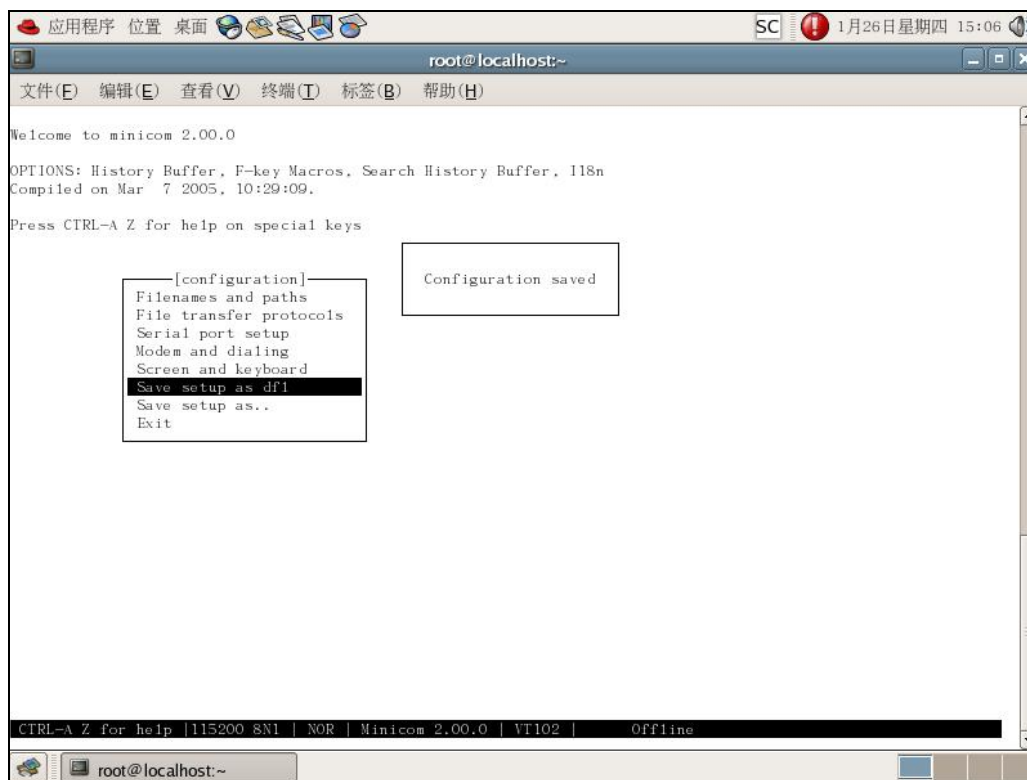 应用程序 位置 桌面 SC 1月26日星期四 15:06
root@localhost:~
文件(F) 编辑(E) 查看(V) 终端(T) 标签(B) 帮助(H)
Welcome to minicom 2.00.0
OPTIONS: History Buffer, F-key Macros, Search History Buffer, I18n
Compiled on Mar 7 2005, 10:29:09.
Press CTRL-A Z for help on special keys
[configuration]
Filenames and paths
File transfer protocols
Serial port setup
Modem and dialing
Screen and keyboard
Save setup as dfl
Save setup as..
Exit
Configuration saved
CTRL-A Z for help |115200 8N1 | NOR | Minicom 2.00.0 | VT102 | Offline
root@localhost:~